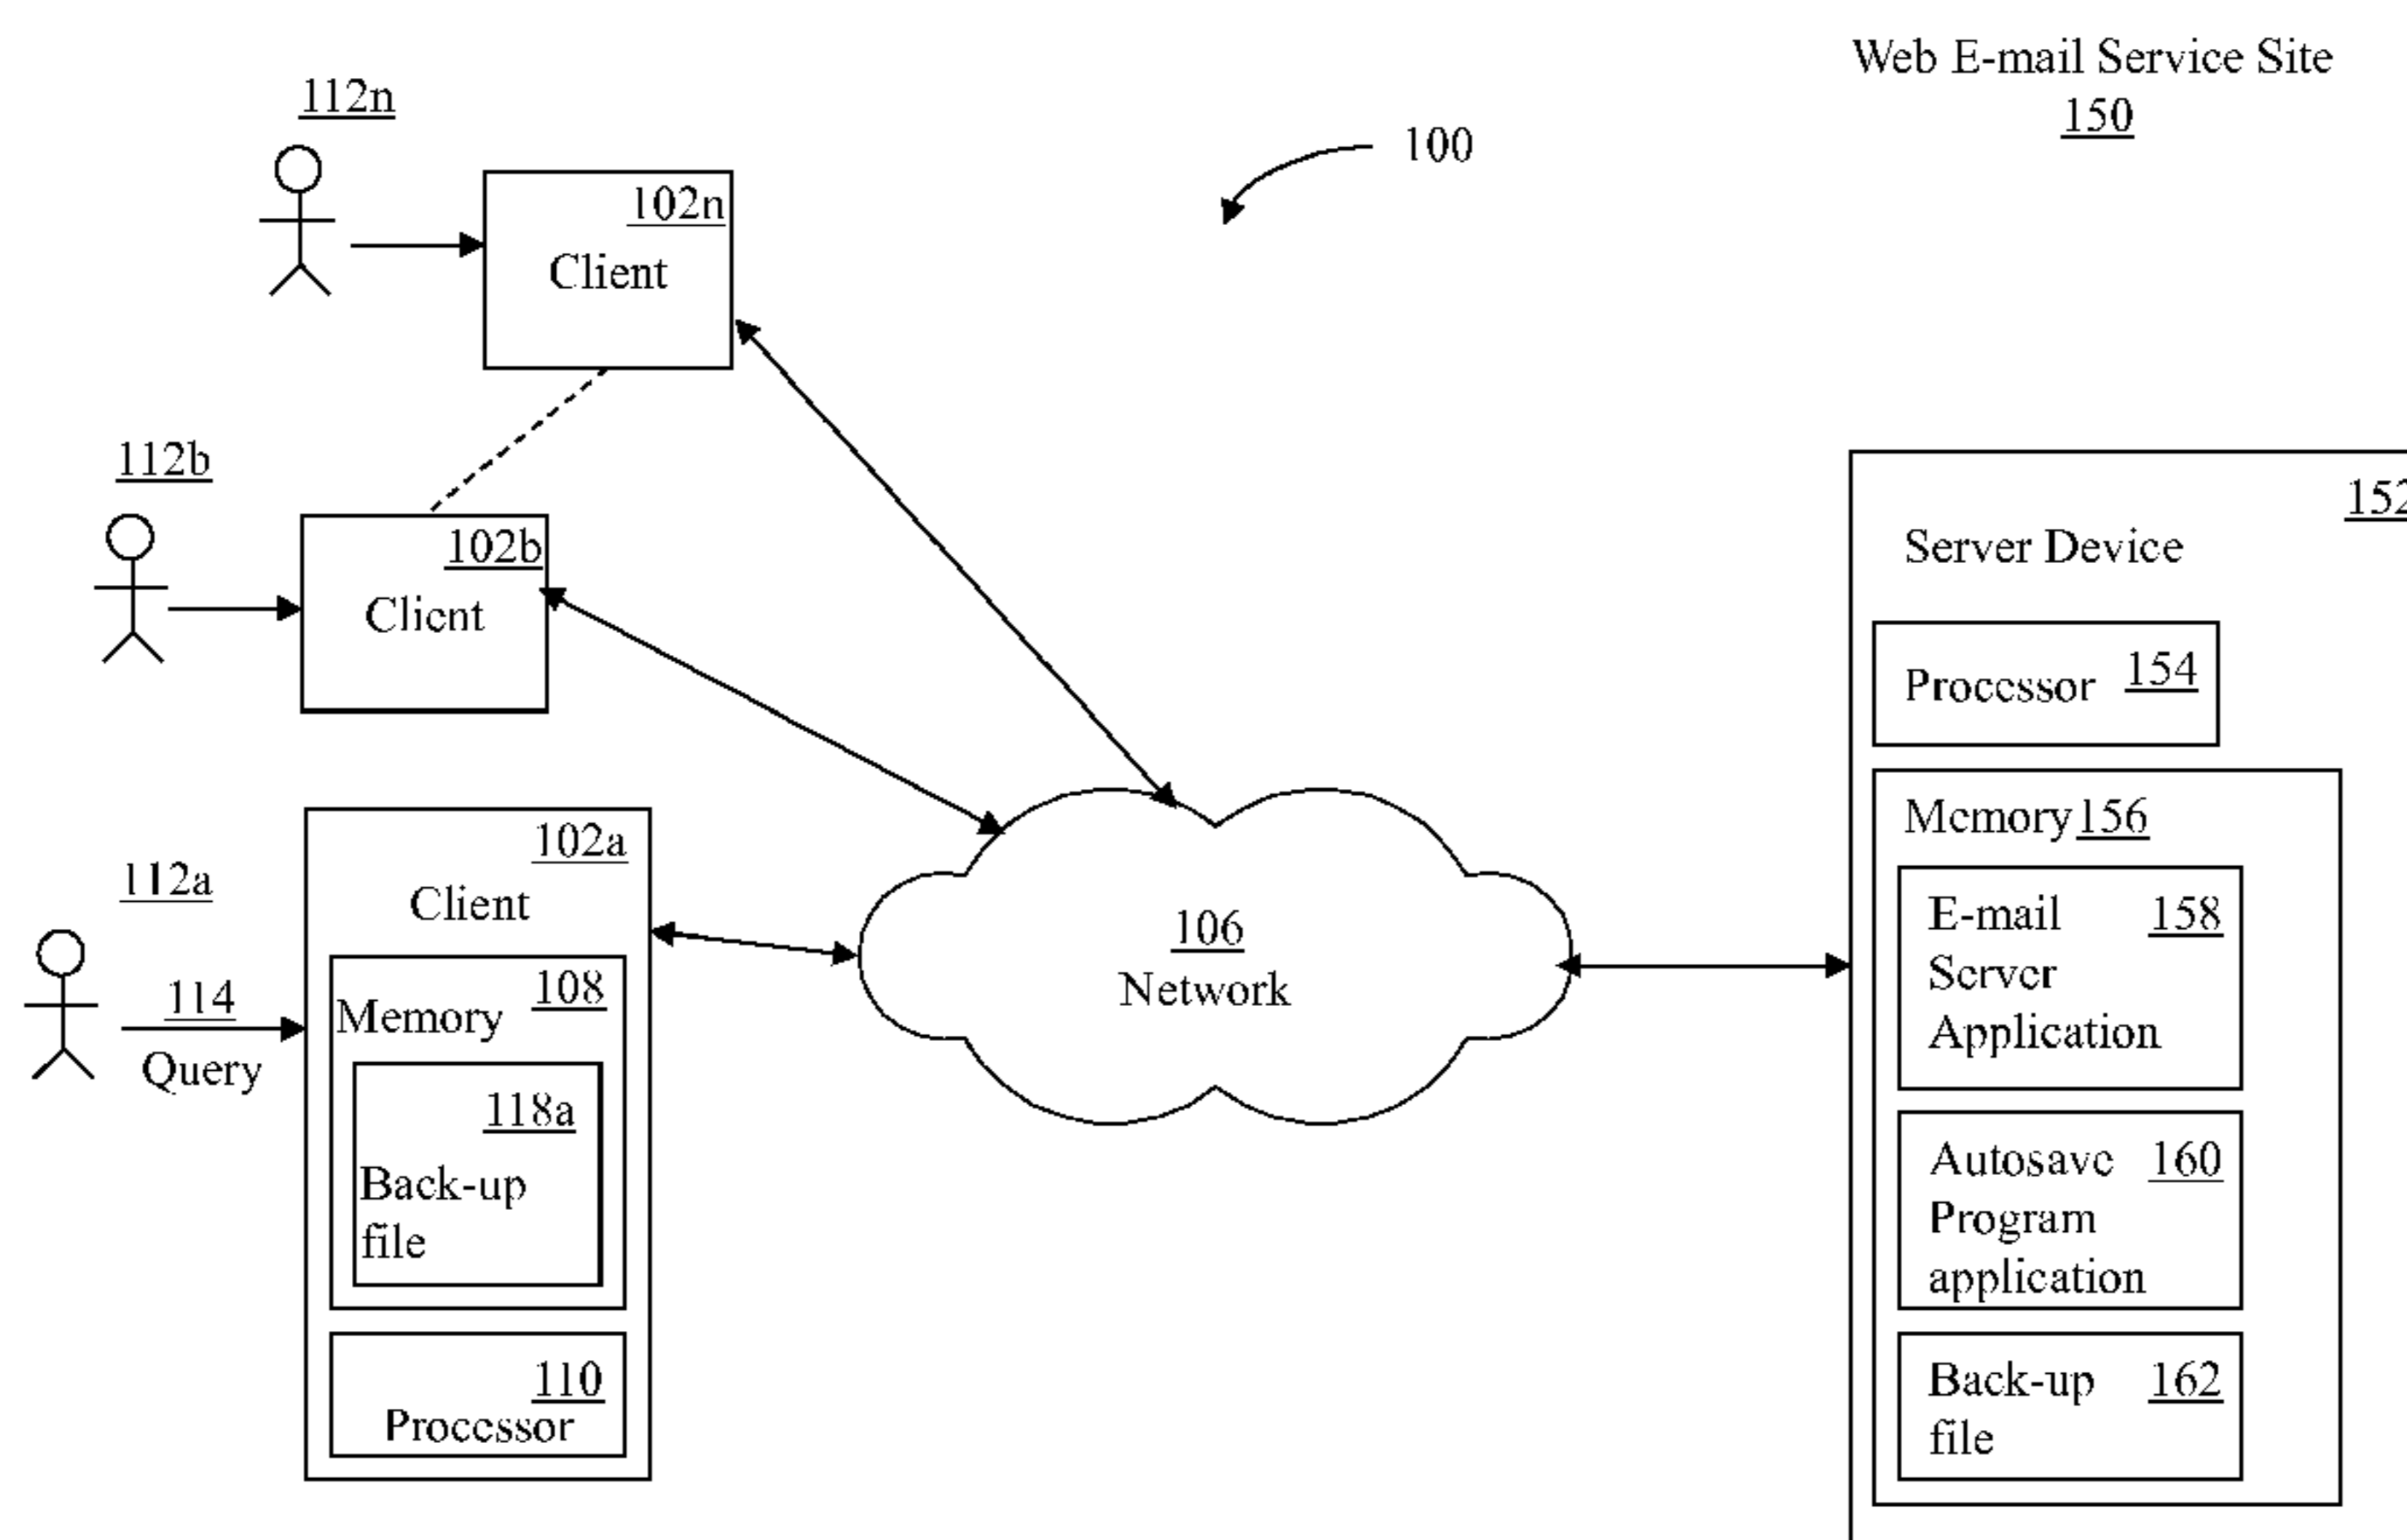 Web E-mail Service Site
150
112n
100
102n
Client
112b
102b
Client
152
Server Device
Processor 154
Memory 156
E-mail 158
Server
Application
Autosave 160
Program
application
Back-up 162
file
106
Network
112a
114
Query
102a
Client
108
Memory
118a
Back-up
file
110
Processor